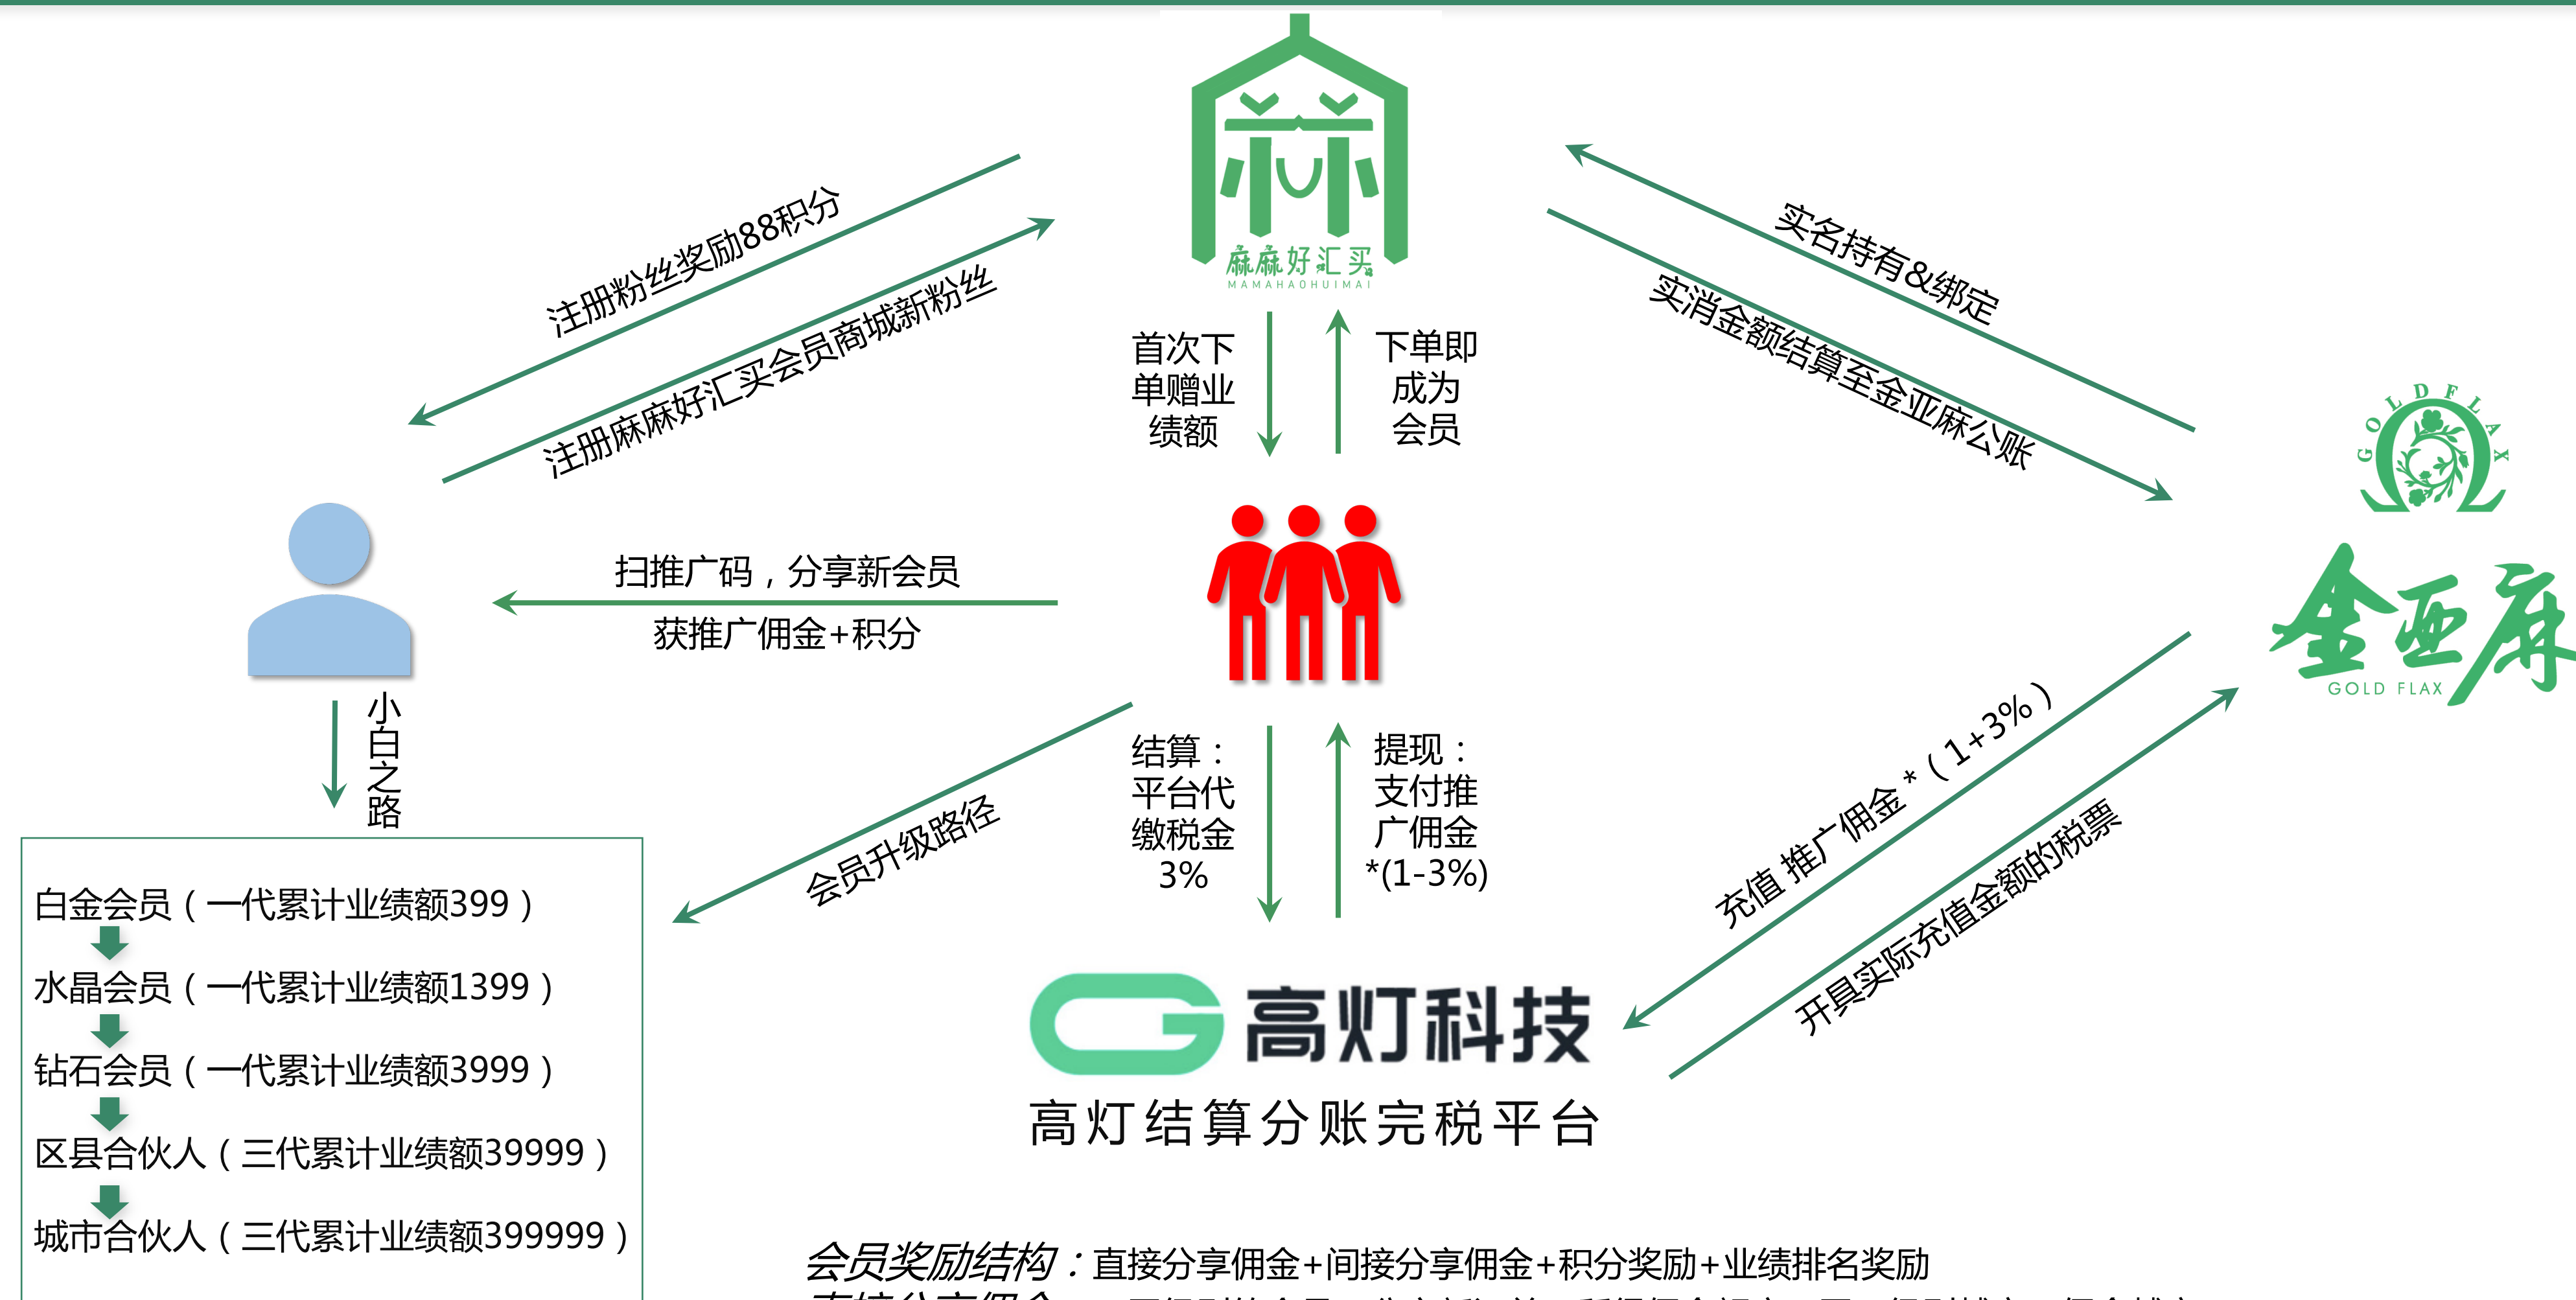 麻麻好汇买
MAMAHAOHUIMAI
注册粉丝奖励88积分
注册麻麻好汇买会员商城新粉丝
首次下
单赠业
绩额
下单即
成为
会员
实名持有&绑定
实消金额结算至金亚麻公账
GOLDFLAX
金亚麻
GOLD FLAX
扫推广码，分享新会员
获推广佣金+积分
小白之路
会员升级路径
结算：
平台代
缴税金
3%
提现：
支付推
广佣金
*(1-3%)
充值 推广佣金*（1+3%）
开具实际充值金额的税票
白金会员（一代累计业绩额399）
水晶会员（一代累计业绩额1399）
钻石会员（一代累计业绩额3999）
区县合伙人（三代累计业绩额39999）
城市合伙人（三代累计业绩额399999）
高灯科技
高灯结算分账完税平台
会员奖励结构：直接分享佣金+间接分享佣金+积分奖励+业绩排名奖励